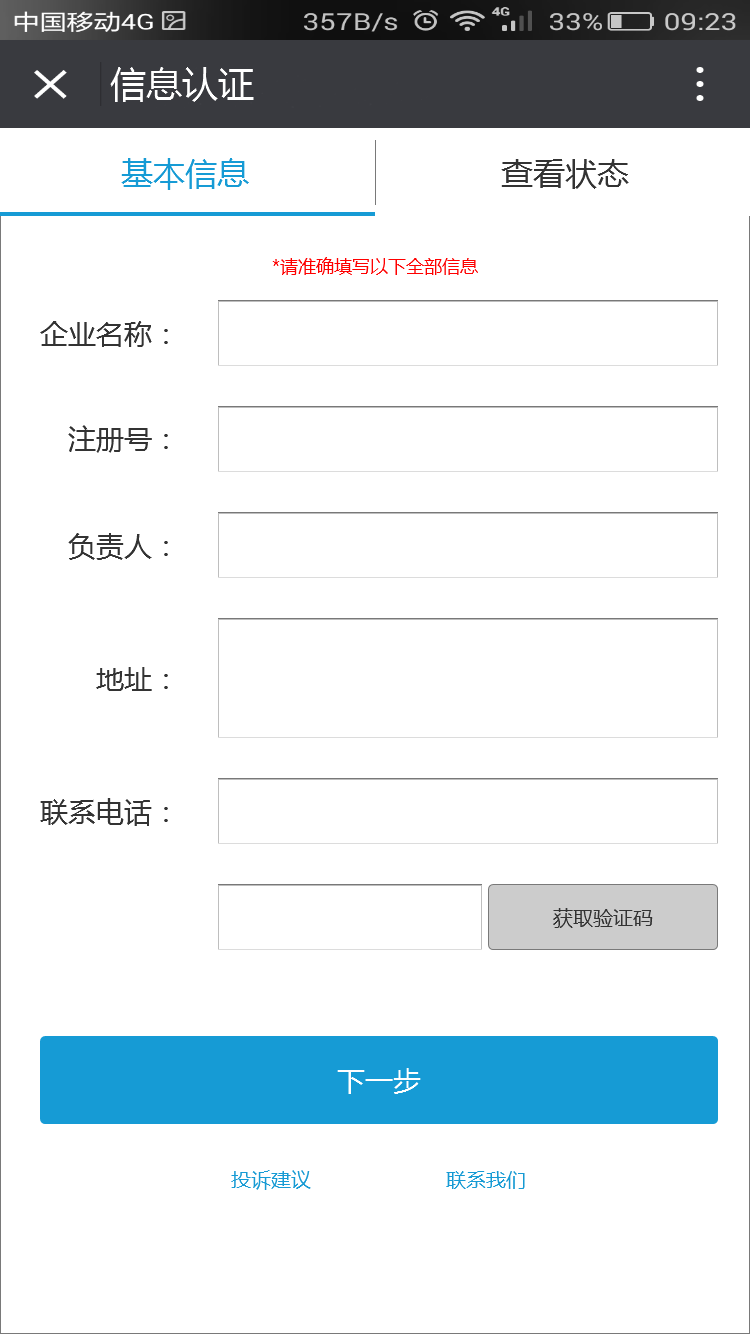 中国移动4G 357B/s 4G 33% 09:23
信息认证
基本信息 查看状态
*请准确填写以下全部信息
企业名称：
注册号：
负责人：
地址：
联系电话：
获取验证码
下一步
投诉建议 联系我们